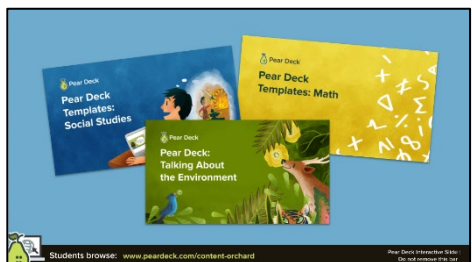 Pear Deck
Pear Deck
Templates:
Social Studies
Pear Deck
Pear Deck
Templates: Math
Pear Deck
Pear Deck:
Talking About
the Environment
Students browse: www.peardeck.com/content-orchard
Pear Deck Interactive Slide
Do not remove this bar